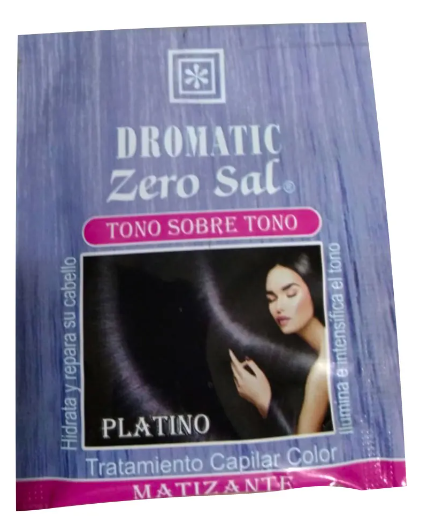 DROMATIC
Zero Sal®
TONO SOBRE TONO
Hidrata y repara su cabello
Ilumina e intensifica el tono
PLATINO
Tratamiento Capilar Color
MATIZANTE